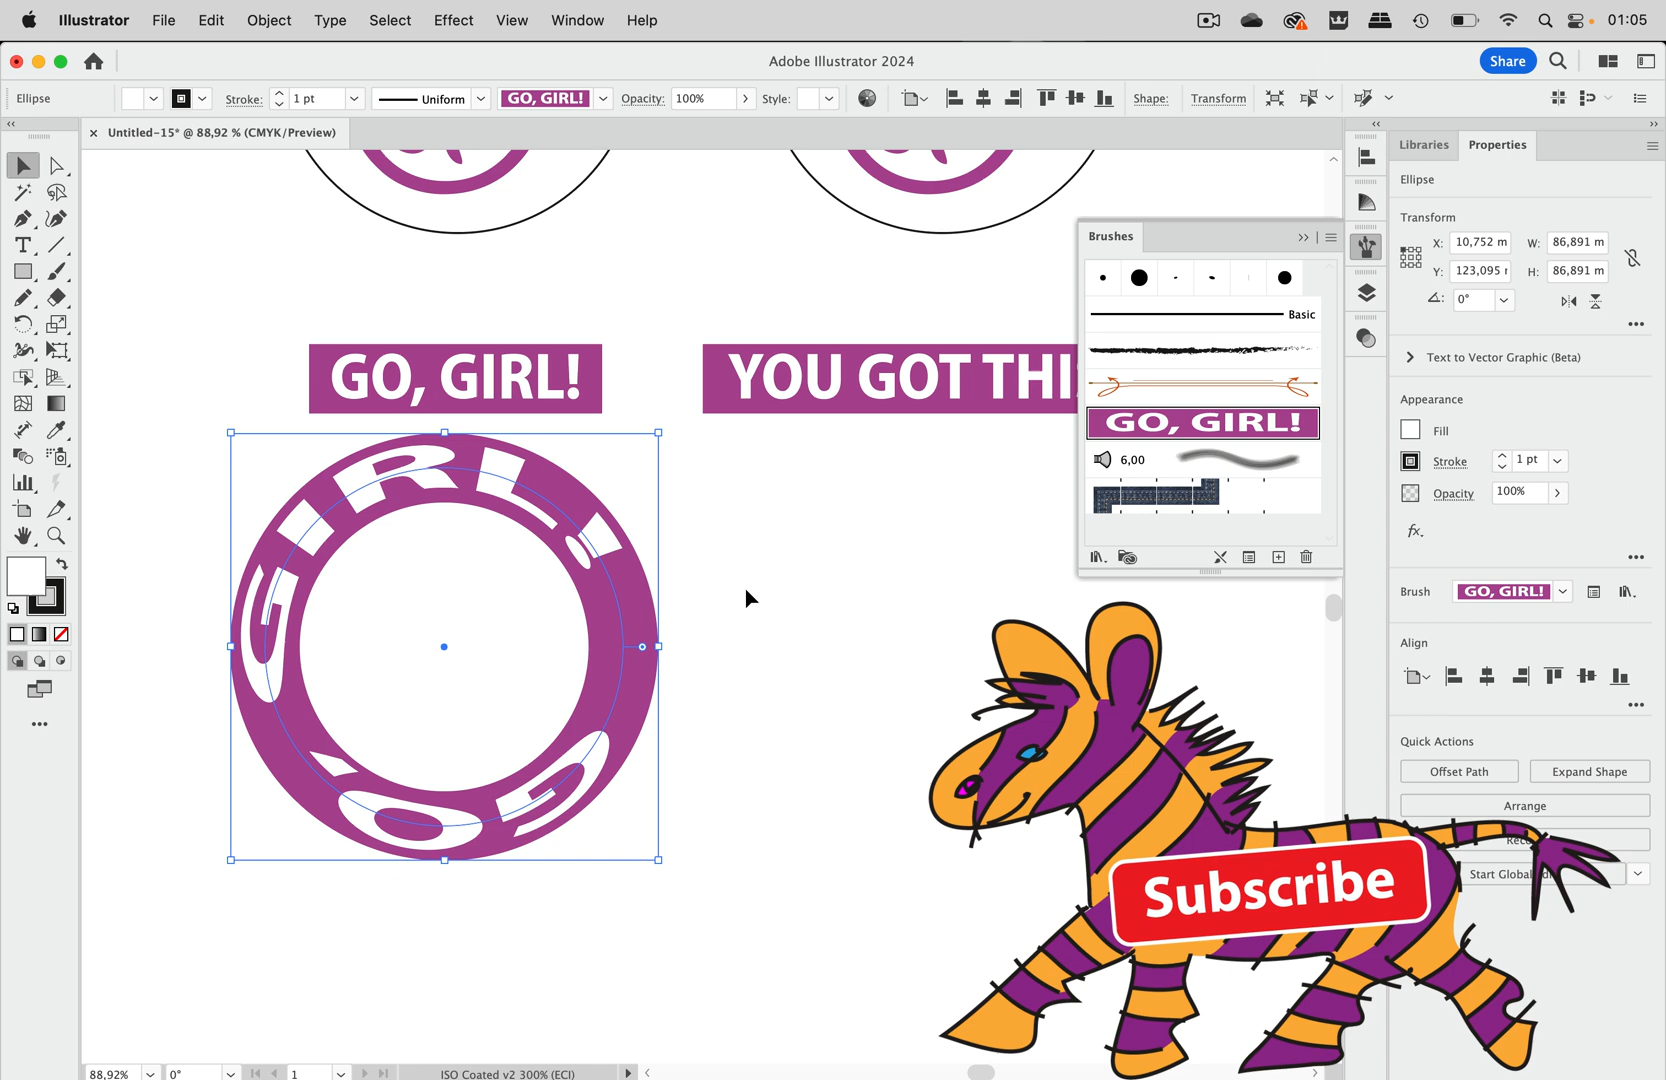 Illustrator File Edit Object Type Select Effect View Window Help 01:05
Adobe Illustrator 2024 Share
Ellipse Stroke: 1 pt Uniform GO, GIRL! Opacity: 100% Style: Shape: Transform
Untitled-15* @ 88,92 % (CMYK/Preview)
Libraries Properties
Ellipse
Transform
X: 10,752 m W: 86,891 m
Y: 123,095 H: 86,891 m
0°
Text to Vector Graphic (Beta)
Appearance
Fill
Stroke 1 pt
Opacity 100%
fx.
Brush GO, GIRL!
Align
Quick Actions
Offset Path Expand Shape
Arrange
Start Global
Brushes
Basic
GO, GIRL!
6,00
GO, GIRL! YOU GOT THI
Subscribe
88,92% 0° 1 ISO Coated v2 300% (ECI)